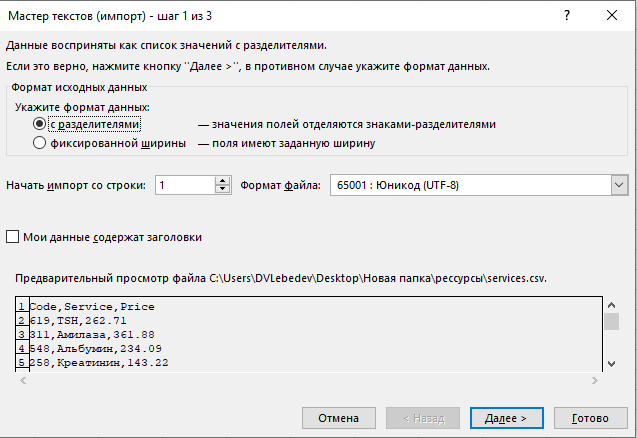 Мастер текстов (импорт) - шаг 1 из 3
Данные восприняты как список значений с разделителями.
Если это верно, нажмите кнопку "Далее >", в противном случае укажите формат данных.
Формат исходных данных
Укажите формат данных:
с разделителями — значения полей отделяются знаками-разделителями
фиксированной ширины — поля имеют заданную ширину
Начать импорт со строки: 1 Формат файла: 65001 : Юникод (UTF-8)
Мои данные содержат заголовки
Предварительный просмотр файла C:\Users\DVLebedev\Desktop\Новая папка\рессурсы\services.csv.
1 Code,Service,Price
2 619,TSH,262.71
3 311,Амилаза,361.88
4 548,Альбумин,234.09
5 258,Креатинин,143.22
Отмена < Назад Далее > Готово